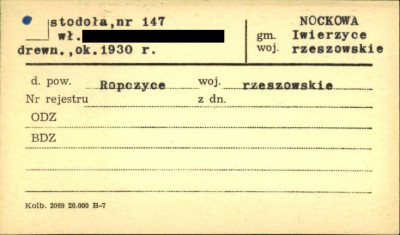 stodoła, nr 147
wł.
drewn., ok. 1930 r.
NOCKOWA
gm. Iwierzyce
woj. rzeszowskie
d. pow. Ropczyce woj. rzeszowskie
Nr rejestru z dn.
ODZ
BDZ
Kolb. 2089 20.000 B-7